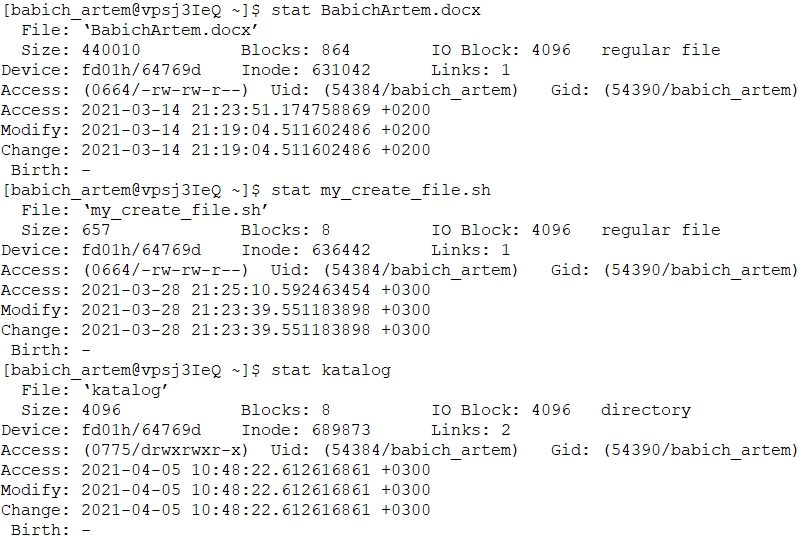 [babich_artem@vpsj3IeQ ~]$ stat BabichArtem.docx
  File: ‘BabichArtem.docx’
  Size: 440010          Blocks: 864        IO Block: 4096   regular file
Device: fd01h/64769d    Inode: 631042      Links: 1
Access: (0664/-rw-rw-r--)  Uid: (54384/babich_artem)   Gid: (54390/babich_artem)
Access: 2021-03-14 21:23:51.174758869 +0200
Modify: 2021-03-14 21:19:04.511602486 +0200
Change: 2021-03-14 21:19:04.511602486 +0200
 Birth: -
[babich_artem@vpsj3IeQ ~]$ stat my_create_file.sh
  File: ‘my_create_file.sh’
  Size: 657             Blocks: 8          IO Block: 4096   regular file
Device: fd01h/64769d    Inode: 636442      Links: 1
Access: (0664/-rw-rw-r--)  Uid: (54384/babich_artem)   Gid: (54390/babich_artem)
Access: 2021-03-28 21:25:10.592463454 +0300
Modify: 2021-03-28 21:23:39.551183898 +0300
Change: 2021-03-28 21:23:39.551183898 +0300
 Birth: -
[babich_artem@vpsj3IeQ ~]$ stat katalog
  File: ‘katalog’
  Size: 4096            Blocks: 8          IO Block: 4096   directory
Device: fd01h/64769d    Inode: 689873      Links: 2
Access: (0775/drwxrwxr-x)  Uid: (54384/babich_artem)   Gid: (54390/babich_artem)
Access: 2021-04-05 10:48:22.612616861 +0300
Modify: 2021-04-05 10:48:22.612616861 +0300
Change: 2021-04-05 10:48:22.612616861 +0300
 Birth: -